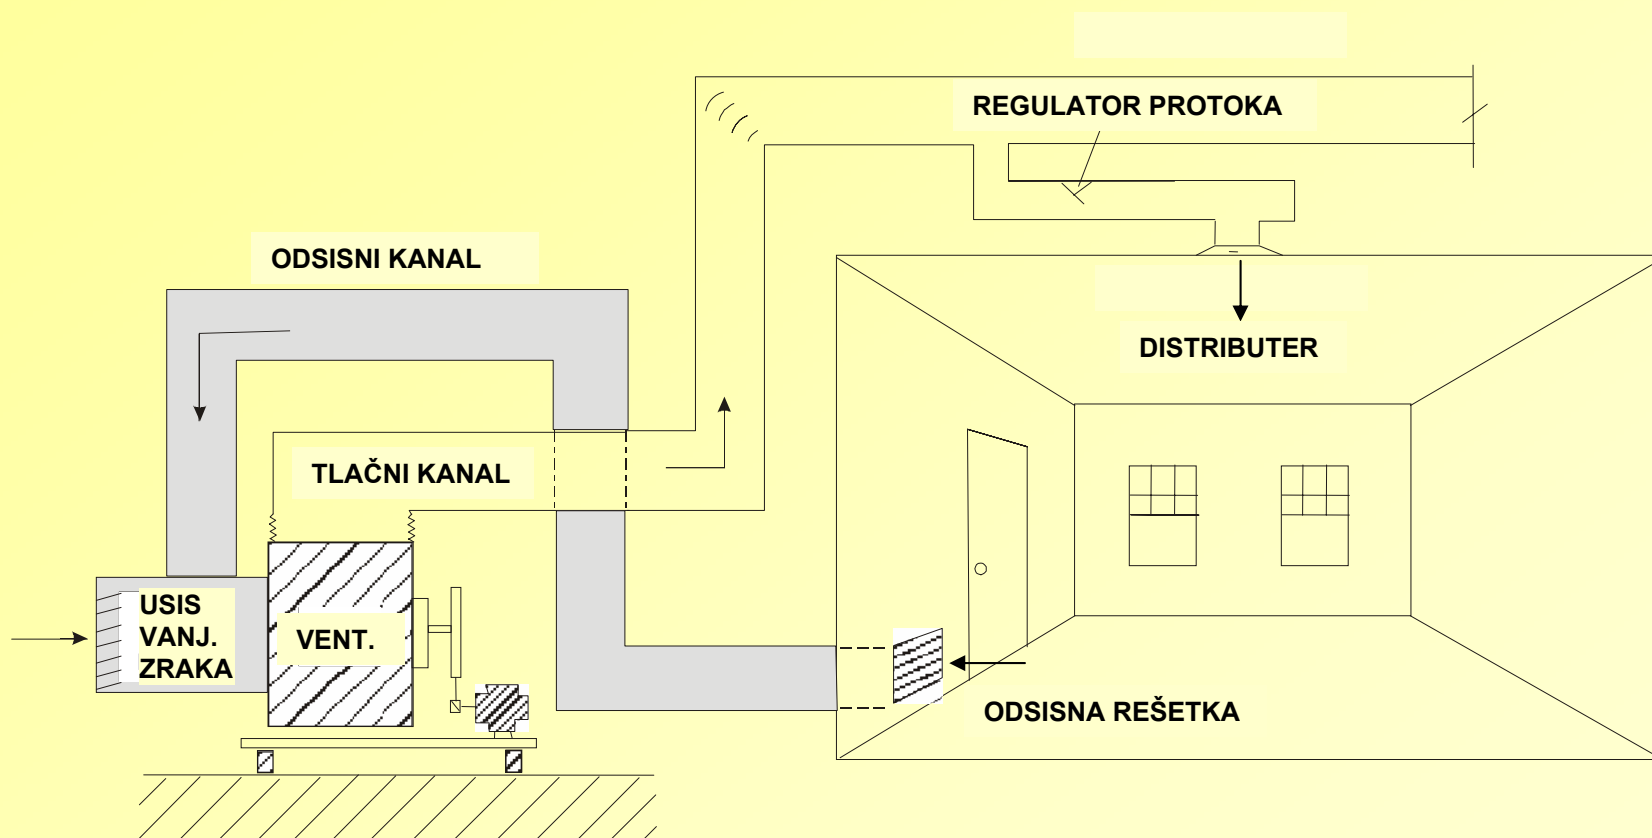 REGULATOR PROTOKA
ODSISNI KANAL
DISTRIBUTER
TLAČNI KANAL
USIS
VANJ.
ZRAKA
VENT.
ODSISNA REŠETKA